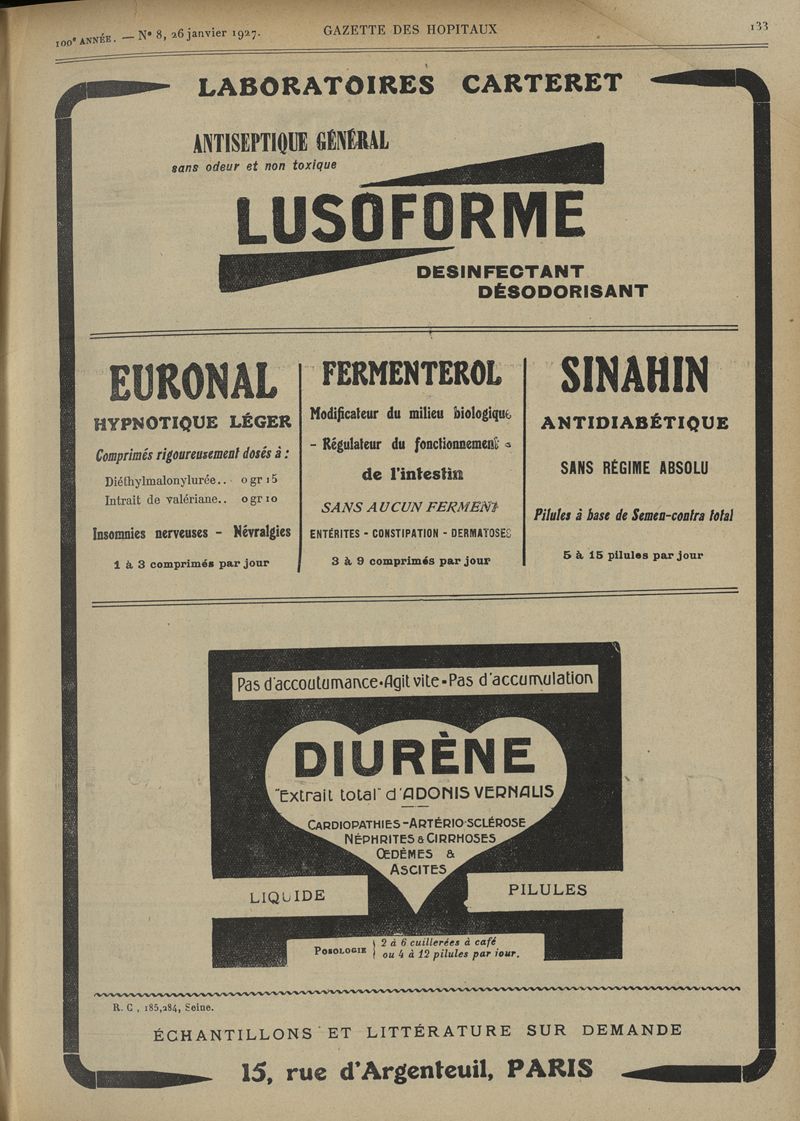 100e ANNÉE. — No 8, 26 janvier 1927.
GAZETTE DES HOPITAUX
133
LABORATOIRES CARTERET
ANTISEPTIQUE GÉNÉRAL
sans odeur et non toxique
LUSOFORME
DESINFECTANT
DÉSODORISANT
EURONAL
HYPNOTIQUE LÉGER
Comprimés rigoureusement dosés à :
Diéthylmalonylurée.. 0 gr 15
Intrait de valériane.. 0 gr 10
Insomnies nerveuses - Névralgies
1 à 3 comprimés par jour
FERMENTEROL
Modificateur du milieu biologique
- Régulateur du fonctionnement -
de l'intestin
SANS AUCUN FERMENT
ENTÉRITES - CONSTIPATION - DERMATOSES
3 à 9 comprimés par jour
SINAHIN
ANTIDIABÉTIQUE
SANS RÉGIME ABSOLU
Pilules à base de Semen-contra total
5 à 15 pilules par jour
Pas d'accoutumance·Agit vite-Pas d'accumulation
DIURÈNE
"Extrait total" d'ADONIS VERNALIS
CARDIOPATHIES-ARTÉRIO-SCLÉROSE
NÉPHRITES & CIRRHOSES
ŒDÈMES &
ASCITES
LIQUIDE
PILULES
POSOLOGIE
2 à 6 cuillerées à café
ou 4 à 12 pilules par jour.
R. C , 185,284, Seine.
ÉCHANTILLONS ET LITTÉRATURE SUR DEMANDE
15, rue d'Argenteuil, PARIS